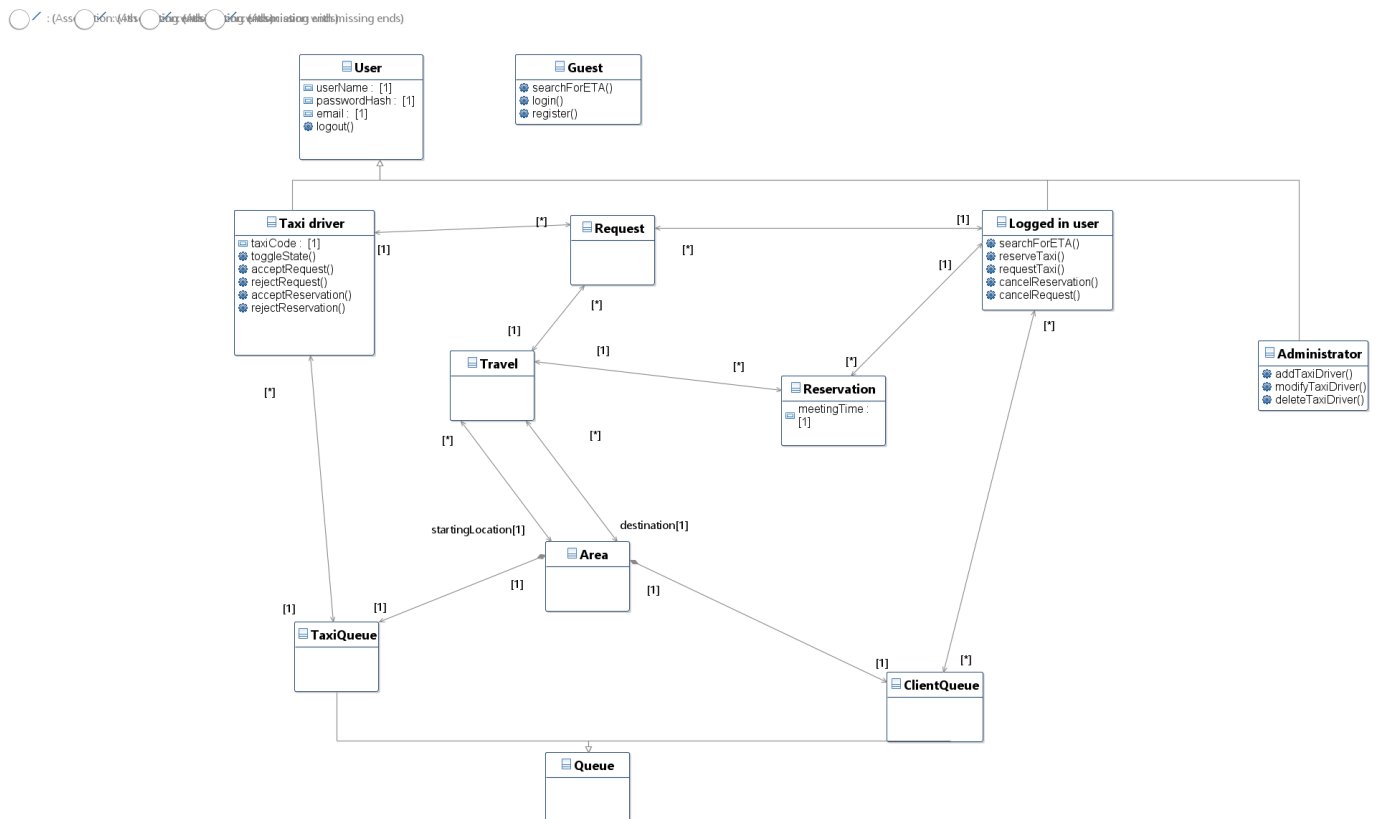 missing ends)
User
userName : [1]
passwordHash : [1]
email : [1]
logout()
Guest
searchForETA()
login()
register()
Taxi driver
taxiCode : [1]
toggleState()
acceptRequest()
rejectRequest()
acceptReservation()
rejectReservation()
[1]
[*]
Request
[*]
[1]
Logged in user
searchForETA()
reserveTaxi()
requestTaxi()
cancelReservation()
cancelRequest()
[1]
[*]
[*]
[1]
Travel
[1]
[*]
[*]
Reservation
meetingTime :
[1]
Administrator
addTaxiDriver()
modifyTaxiDriver()
deleteTaxiDriver()
[*]
[*]
[*]
startingLocation[1]
destination[1]
Area
[1]
[1]
[1]
[1]
TaxiQueue
[1]
[*]
ClientQueue
Queue